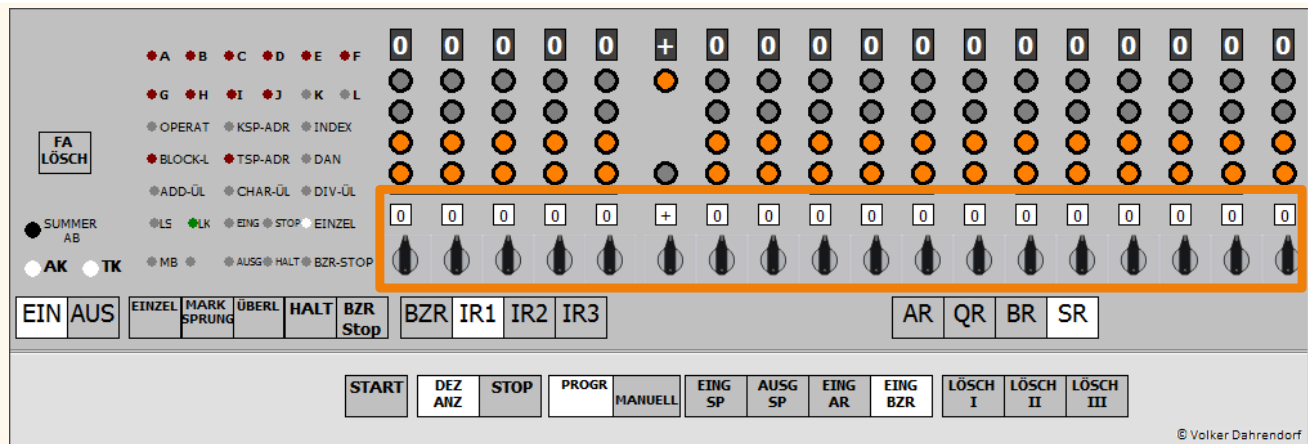 0 0 0 0 0 + 0 0 0 0 0 0 0 0 0 0 0 0
A B C D E F
G H I J K L
OPERAT KSP-ADR INDEX
FA
LÖSCH
BLOCK-L TSP-ADR DAN
ADD-ÜL CHAR-ÜL DIV-ÜL
0 0 0 0 0 + 0 0 0 0 0 0 0 0 0 0 0 0
SUMMER
AB
LS LK EING STOP EINZEL
AK TK
MB AUSG HALT BZR-STOP
EIN AUS
EINZEL
MARK
SPRUNG
ÜBERL
HALT
BZR
Stop
BZR IR1 IR2 IR3
AR QR BR SR
START
DEZ
ANZ
STOP
PROGR
MANUELL
EING
SP
AUSG
SP
EING
AR
EING
BZR
LÖSCH
I
LÖSCH
II
LÖSCH
III
© Volker Dahrendorf